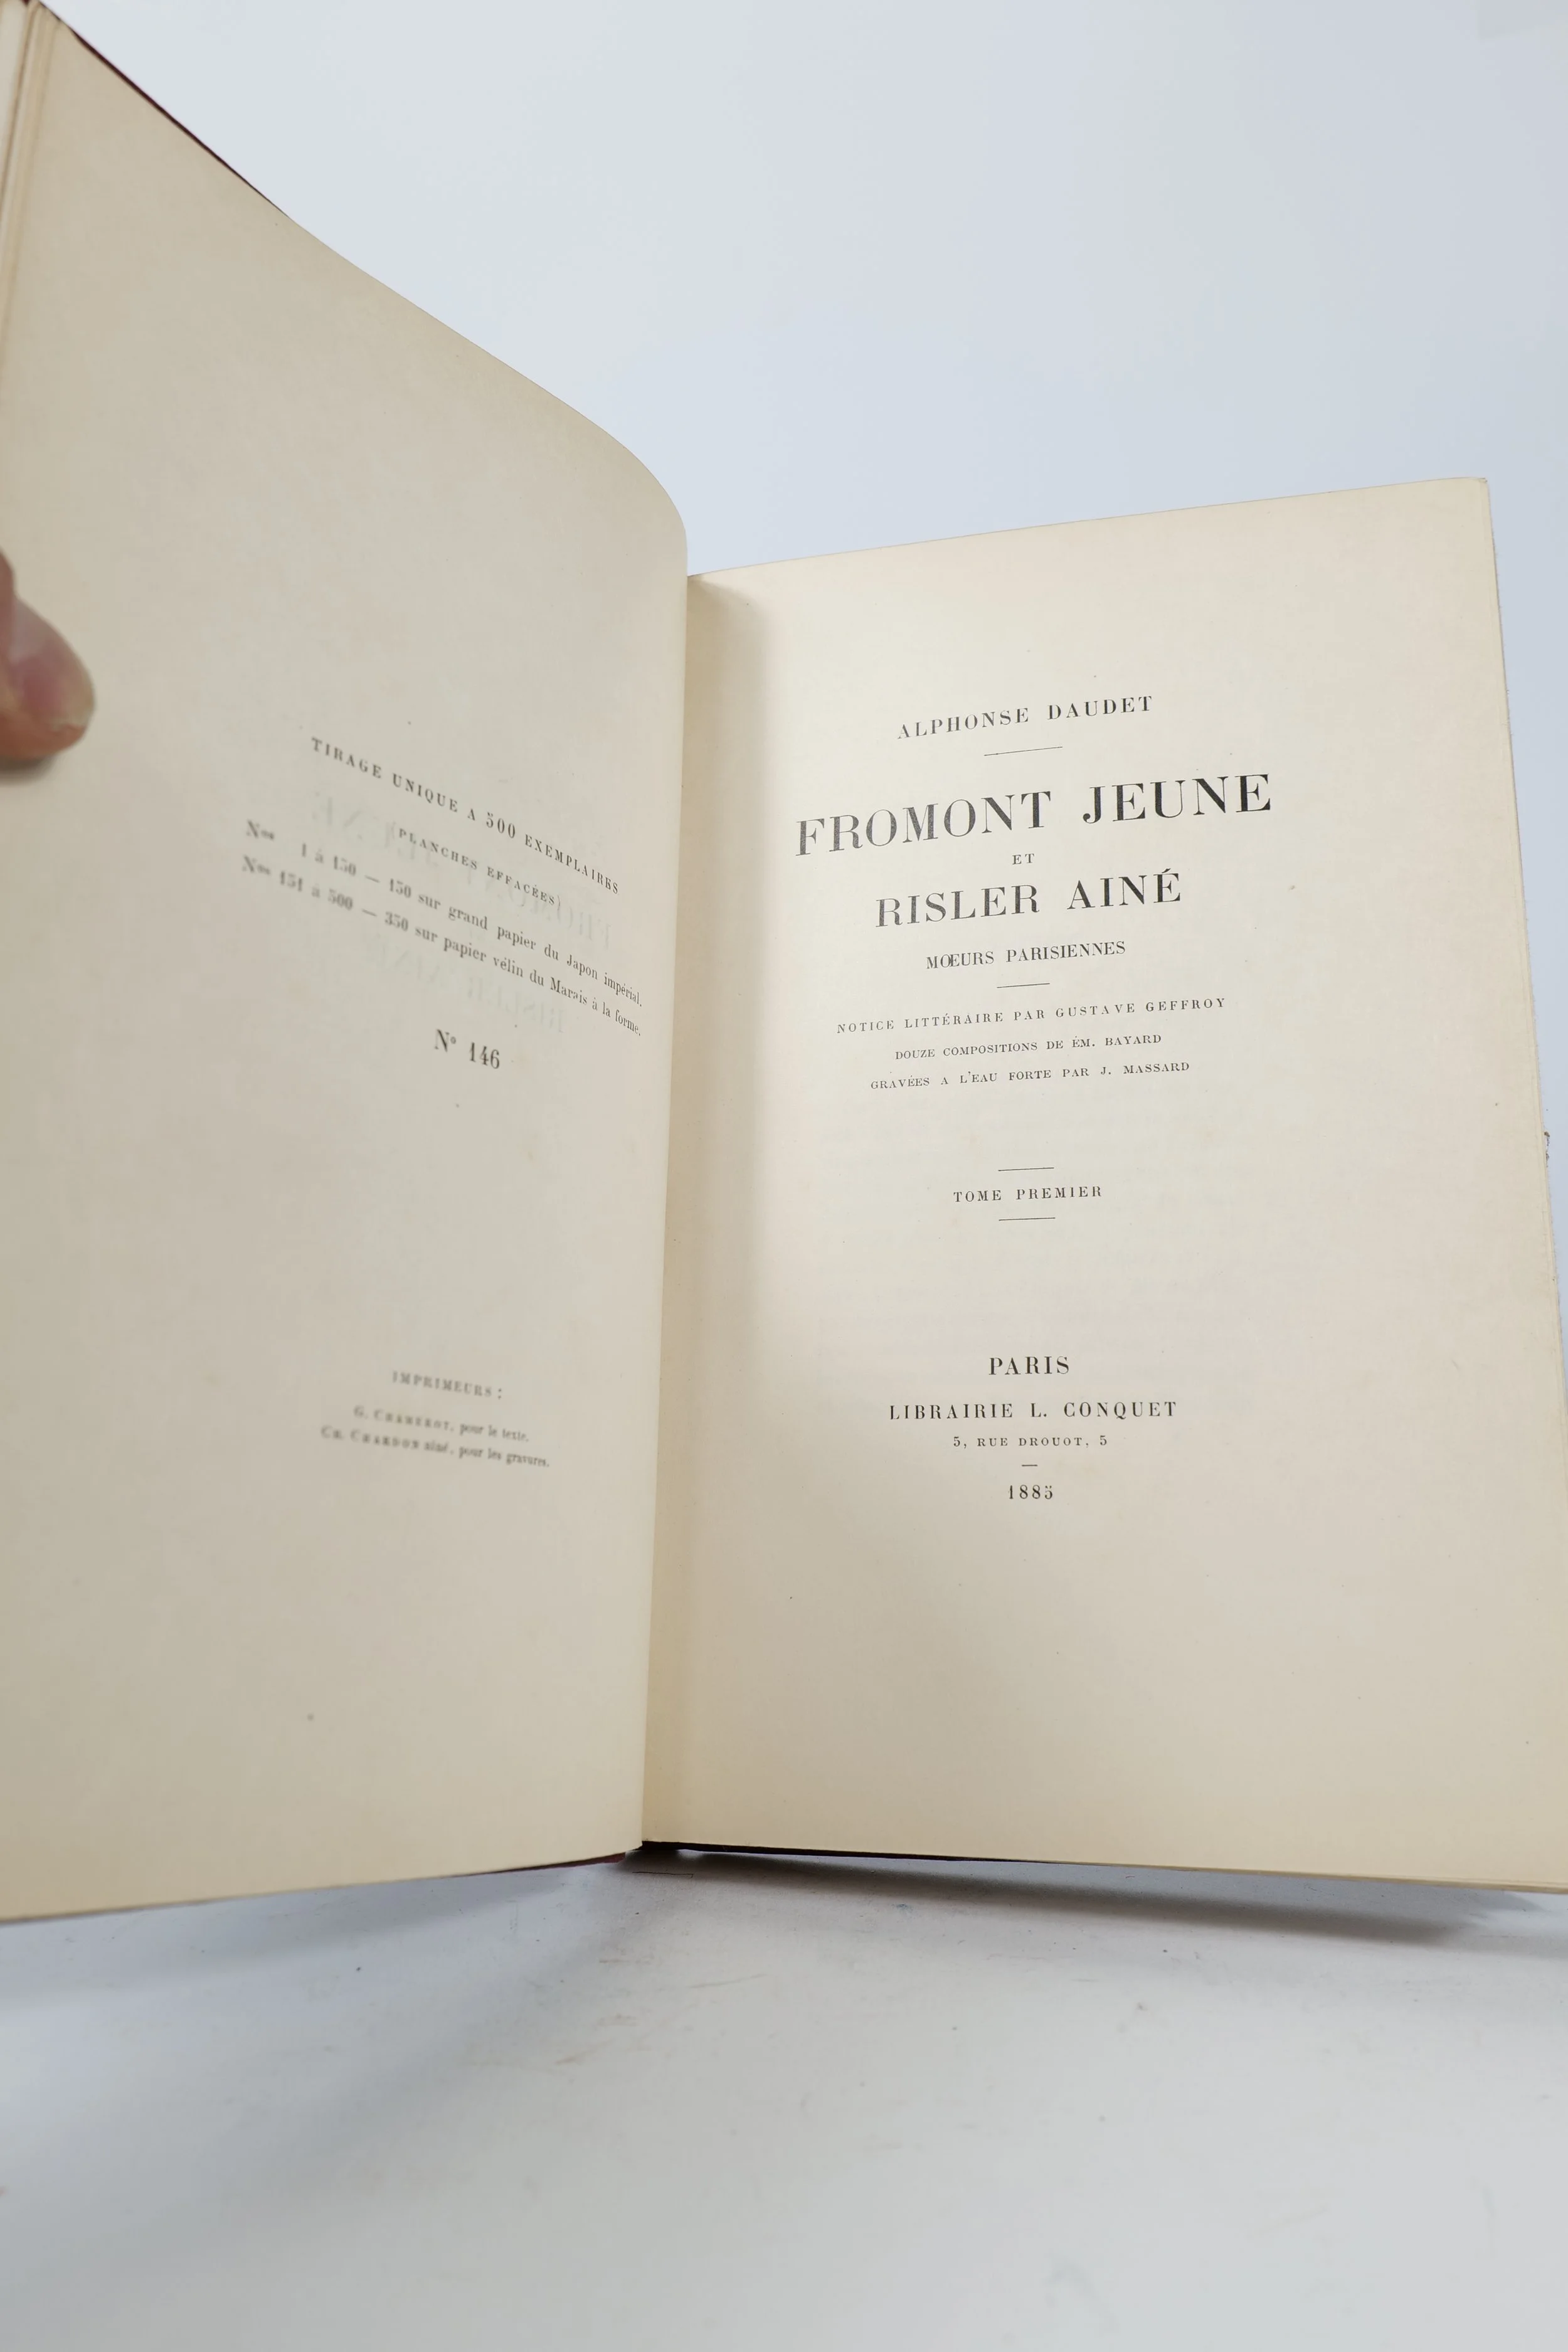 TIRAGE UNIQUE A 500 EXEMPLAIRES
(PLANCHES EFFACÉES)
Nos 1 à 150 — 150 sur grand papier du Japon impérial.
Nos 151 à 500 — 350 sur papier vélin du Marais à la forme.
No 146
IMPRIMEURS :
G. CHAMEROT, pour le texte.
CH. CHARDON aîné, pour les gravures.
ALPHONSE DAUDET
FROMONT JEUNE
ET
RISLER AINÉ
MŒURS PARISIENNES
NOTICE LITTÉRAIRE PAR GUSTAVE GEFFROY
DOUZE COMPOSITIONS DE ÉM. BAYARD
GRAVÉES A L'EAU FORTE PAR J. MASSARD
TOME PREMIER
PARIS
LIBRAIRIE L. CONQUET
5, RUE DROUOT, 5
1885